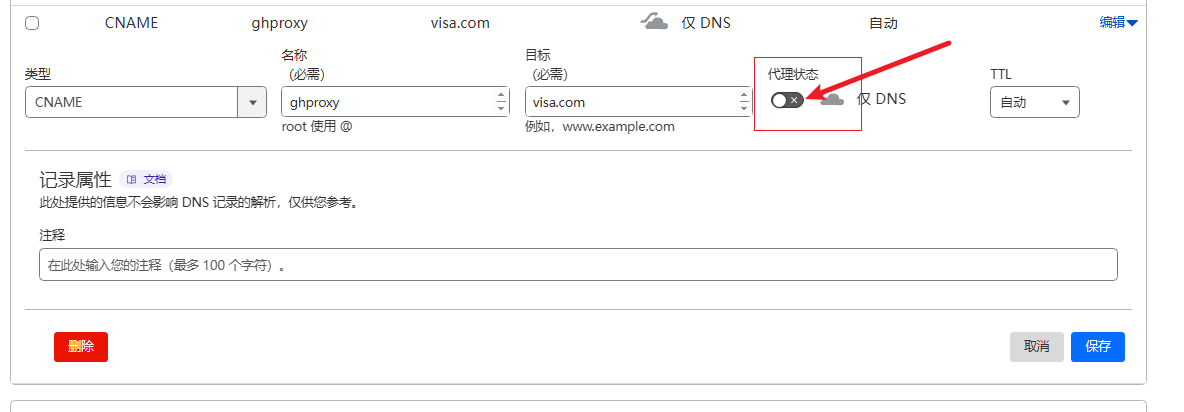 CNAME ghproxy visa.com 仅 DNS 自动 编辑
类型
名称
（必需）
目标
（必需）
代理状态
TTL
CNAME ghproxy visa.com 仅 DNS 自动
root 使用 @
例如，www.example.com
记录属性 文档
此处提供的信息不会影响 DNS 记录的解析，仅供您参考。
注释
在此处输入您的注释（最多 100 个字符）。
删除 取消 保存